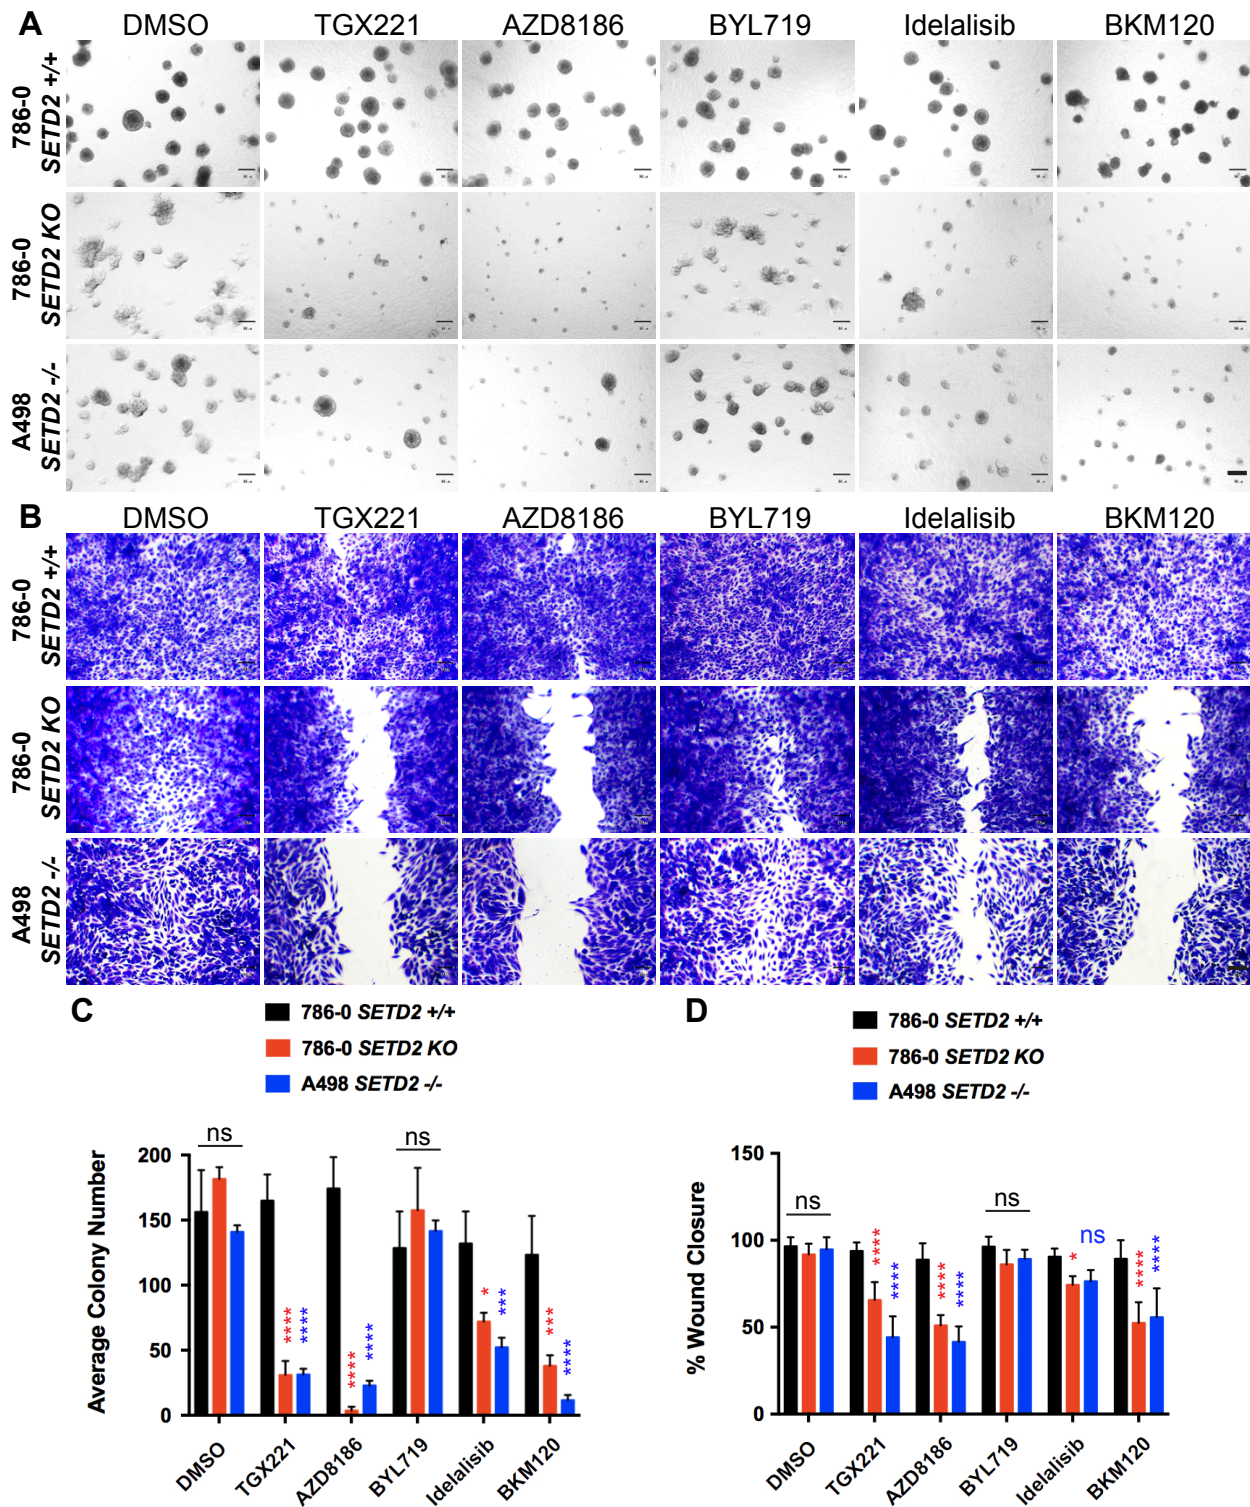 A
DMSO TGX221 AZD8186 BYL719 Idelalisib BKM120
786-0
SETD2 +/+
786-0
SETD2 KO
A498
SETD2 -/-
B
DMSO TGX221 AZD8186 BYL719 Idelalisib BKM120
786-0
SETD2 +/+
786-0
SETD2 KO
A498
SETD2 -/-
C
786-0 SETD2 +/+
786-0 SETD2 KO
A498 SETD2 -/-
Average Colony Number
200
150
100
50
0
ns
****
****
****
****
ns
*
***
***
****
DMSO
TGX221
AZD8186
BYL719
Idelalisib
BKM120
D
786-0 SETD2 +/+
786-0 SETD2 KO
A498 SETD2 -/-
% Wound Closure
150
100
50
0
ns
****
****
****
****
ns
*
ns
****
****
DMSO
TGX221
AZD8186
BYL719
Idelalisib
BKM120